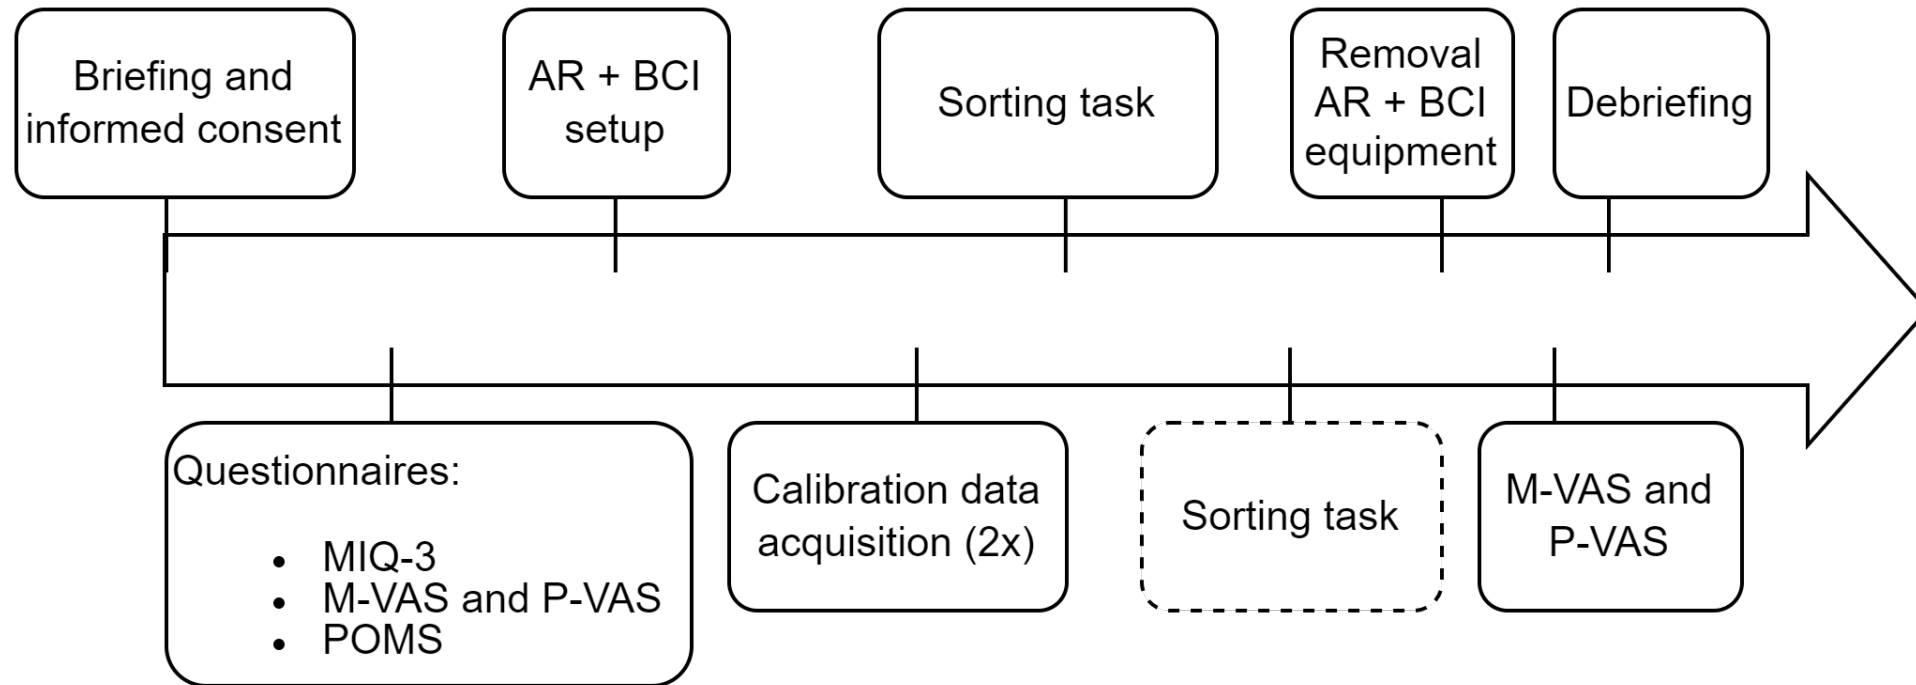 Briefing and
informed consent
AR + BCI
setup
Sorting task
Removal
AR + BCI
equipment
Debriefing
Questionnaires:
• MIQ-3
• M-VAS and P-VAS
• POMS
Calibration data
acquisition (2x)
Sorting task
M-VAS and
P-VAS